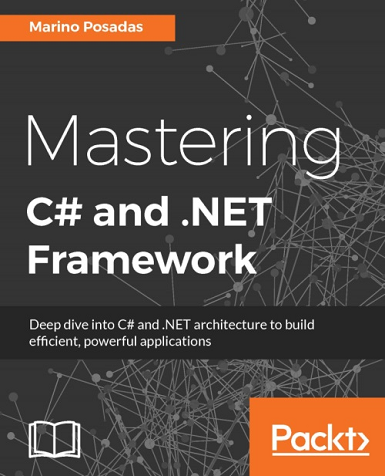 Marino Posadas
Mastering
C# and .NET
Framework
Deep dive into C# and .NET architecture to build
efficient, powerful applications
Packt>